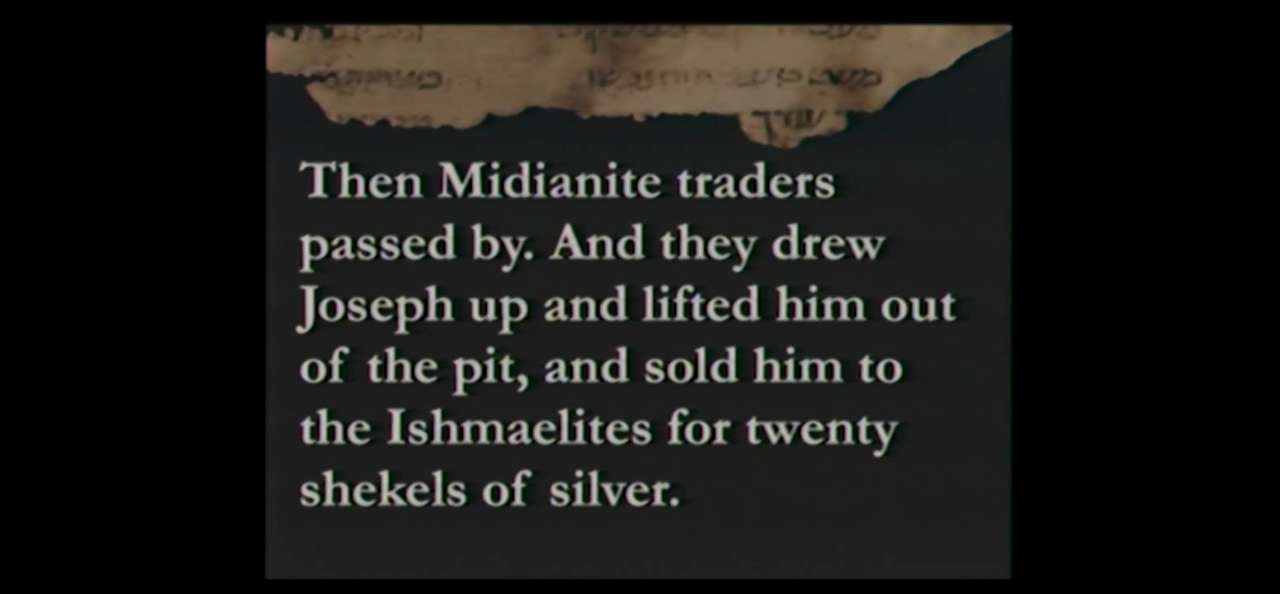 Then Midianite traders
passed by. And they drew
Joseph up and lifted him out
of the pit, and sold him to
the Ishmaelites for twenty
shekels of silver.